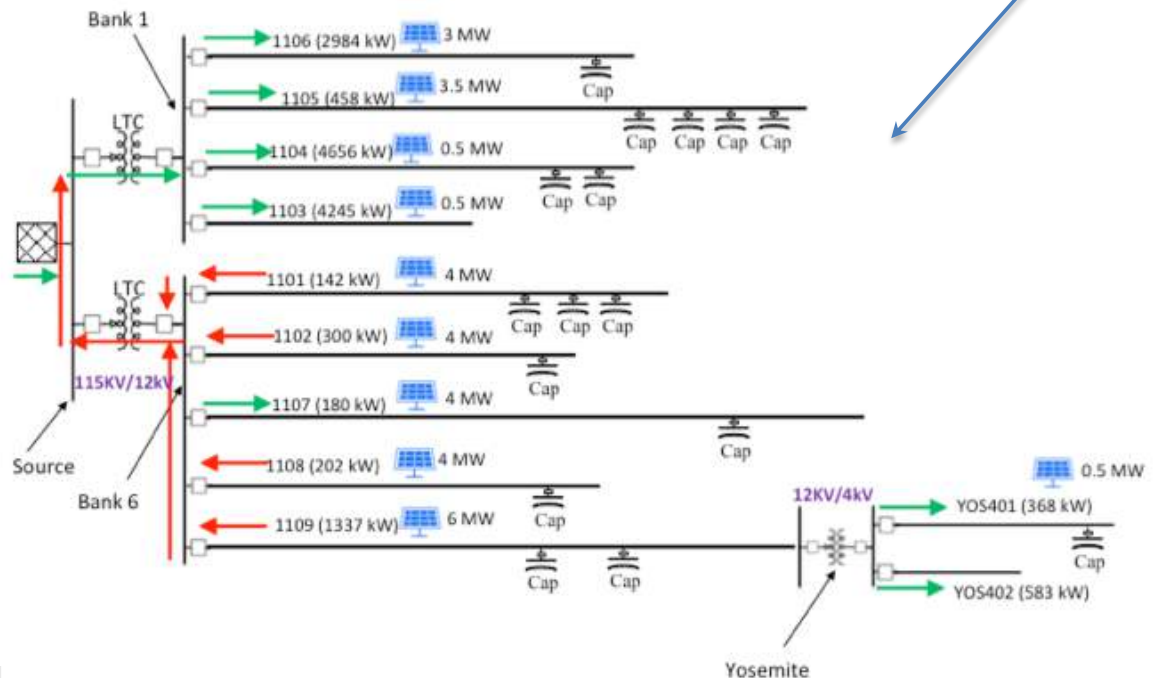 Bank 1
1106 (2984 kW) 3 MW
Cap
1105 (458 kW) 3.5 MW
LTC
Cap Cap Cap Cap
1104 (4656 kW) 0.5 MW
Cap Cap
1103 (4245 kW) 0.5 MW
1101 (142 kW) 4 MW
LTC
Cap Cap Cap
1102 (300 kW) 4 MW
115KV/12kV
Cap
1107 (180 kW) 4 MW
Cap
Source
1108 (202 kW) 4 MW
0.5 MW
Bank 6
12KV/4kV
YOS401 (368 kW)
Cap
1109 (1337 kW) 6 MW
Cap
Cap Cap
YOS402 (583 kW)
Yosemite